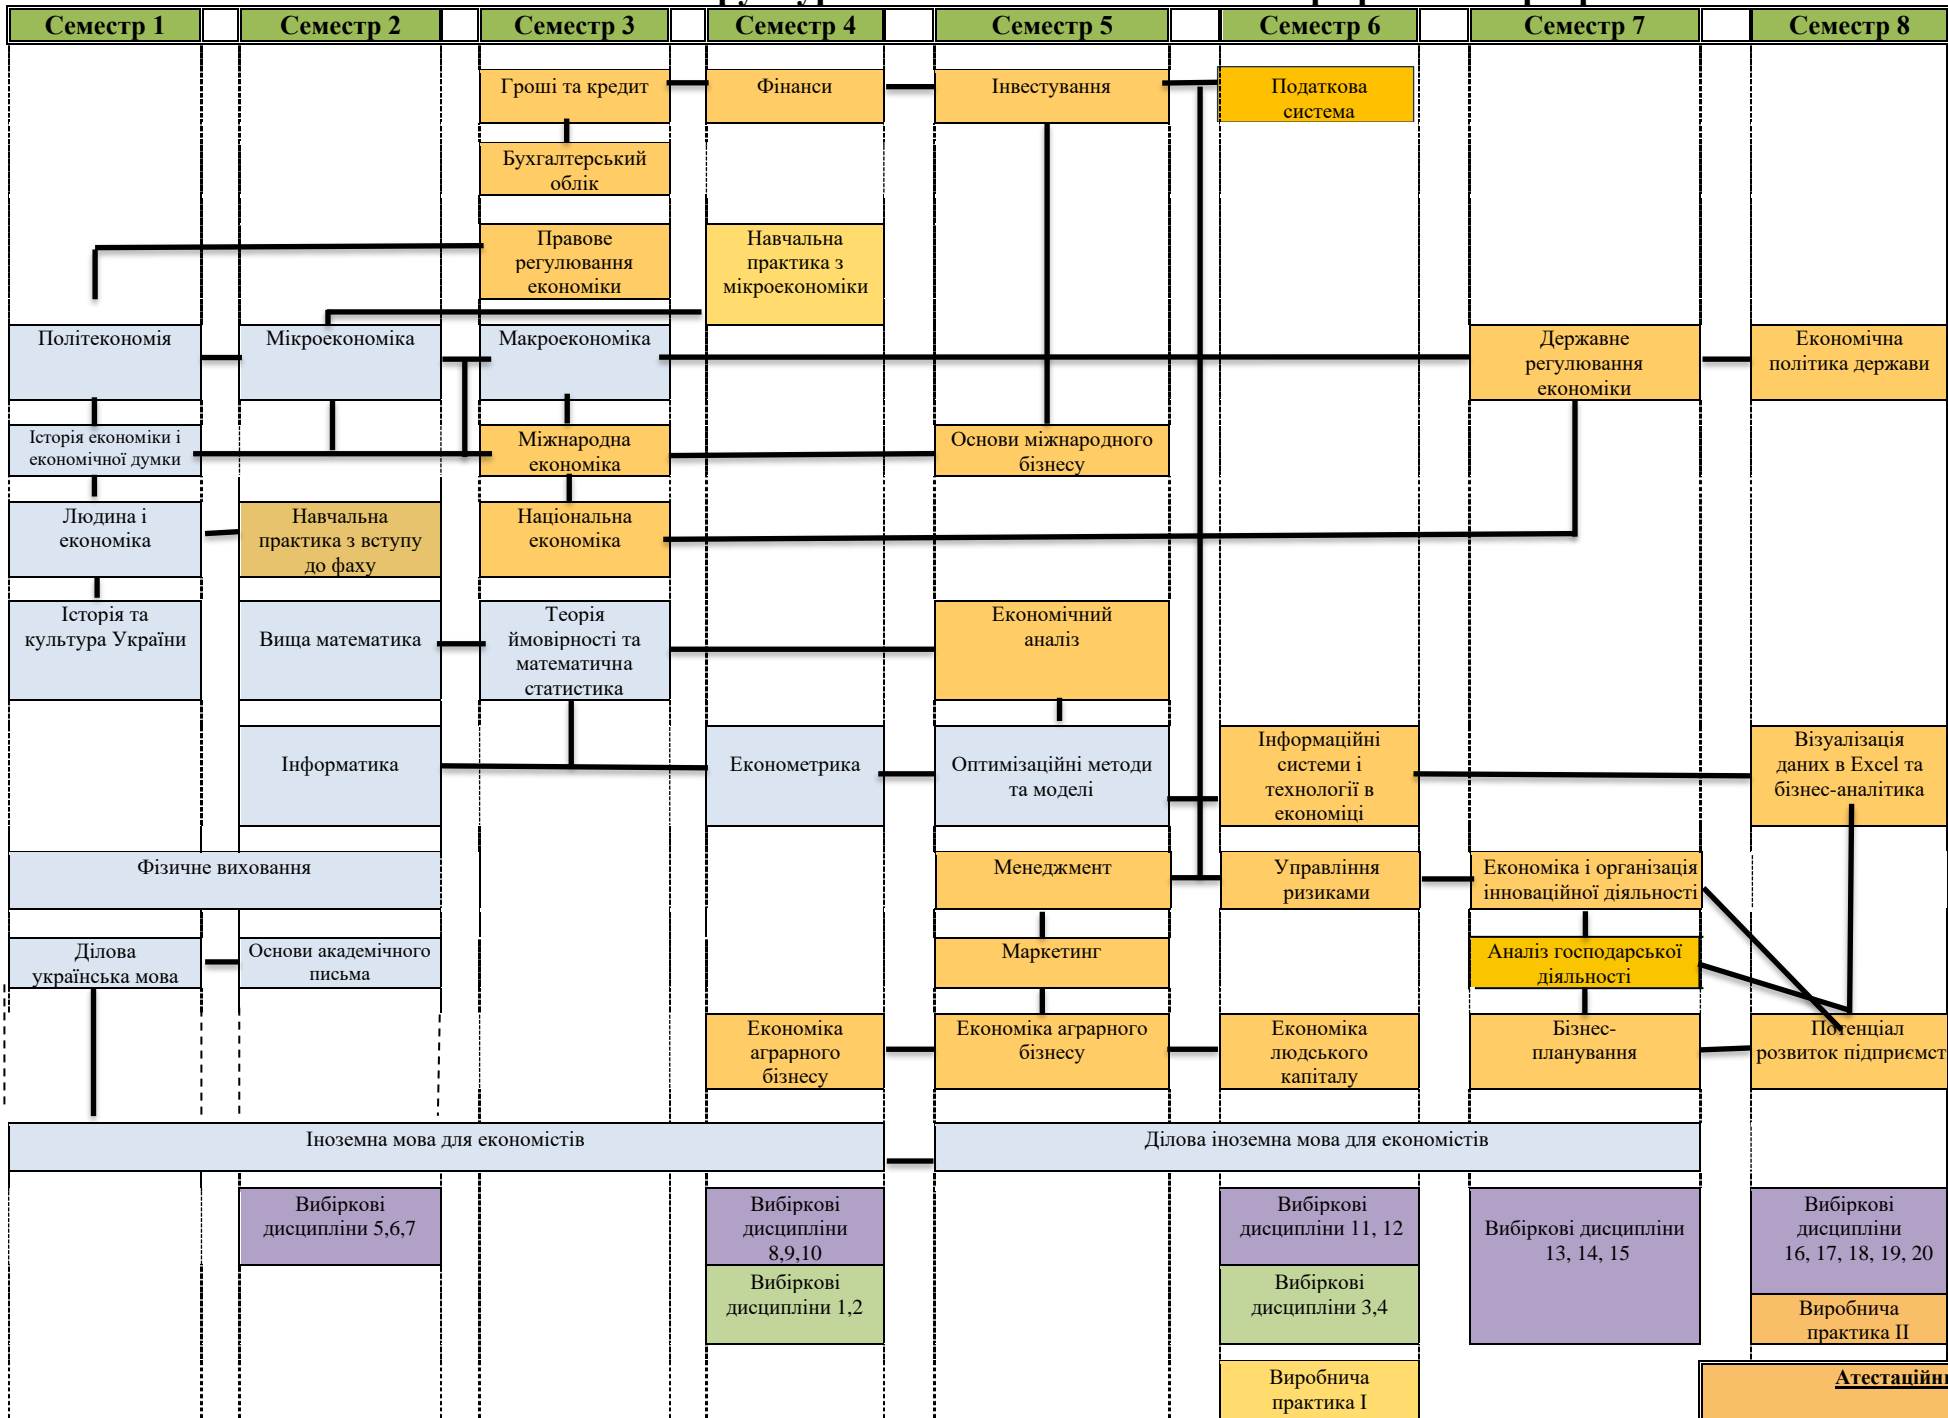 Семестр 1
Семестр 2
Семестр 3
Семестр 4
Семестр 5
Семестр 6
Семестр 7
Семестр 8
Гроші та кредит
Фінанси
Інвестування
Податкова
система
Бухгалтерський
облік
Правове
регулювання
економіки
Навчальна
практика з
мікроекономіки
Політекономія
Мікроекономіка
Макроекономіка
Державне
регулювання
економіки
Економічна
політика держави
Історія економіки і
економічної думки
Міжнародна
економіка
Основи міжнародного
бізнесу
Людина і
економіка
Навчальна
практика з вступу
до фаху
Національна
економіка
Історія та
культура України
Вища математика
Теорія
ймовірності та
математична
статистика
Економічний
аналіз
Інформатика
Економетрика
Оптимізаційні методи
та моделі
Інформаційні
системи і
технології в
економіці
Візуалізація
даних в Excel та
бізнес-аналітика
Фізичне виховання
Менеджмент
Управління
ризиками
Економіка і організація
інноваційної діяльності
Ділова
українська мова
Основи академічного
письма
Маркетинг
Аналіз господарської
діяльності
Економіка
аграрного
бізнесу
Економіка аграрного
бізнесу
Економіка
людського
капіталу
Бізнес-
планування
Потенціал
розвиток підприємст
Іноземна мова для економістів
Ділова іноземна мова для економістів
Вибіркові
дисципліни 5,6,7
Вибіркові
дисципліни
8,9,10
Вибіркові
дисципліни 11, 12
Вибіркові дисципліни
13, 14, 15
Вибіркові
дисципліни
16, 17, 18, 19, 20
Вибіркові
дисципліни 1,2
Вибіркові
дисципліни 3,4
Виробнича
практика ІІ
Виробнича
практика І
Атестаційни